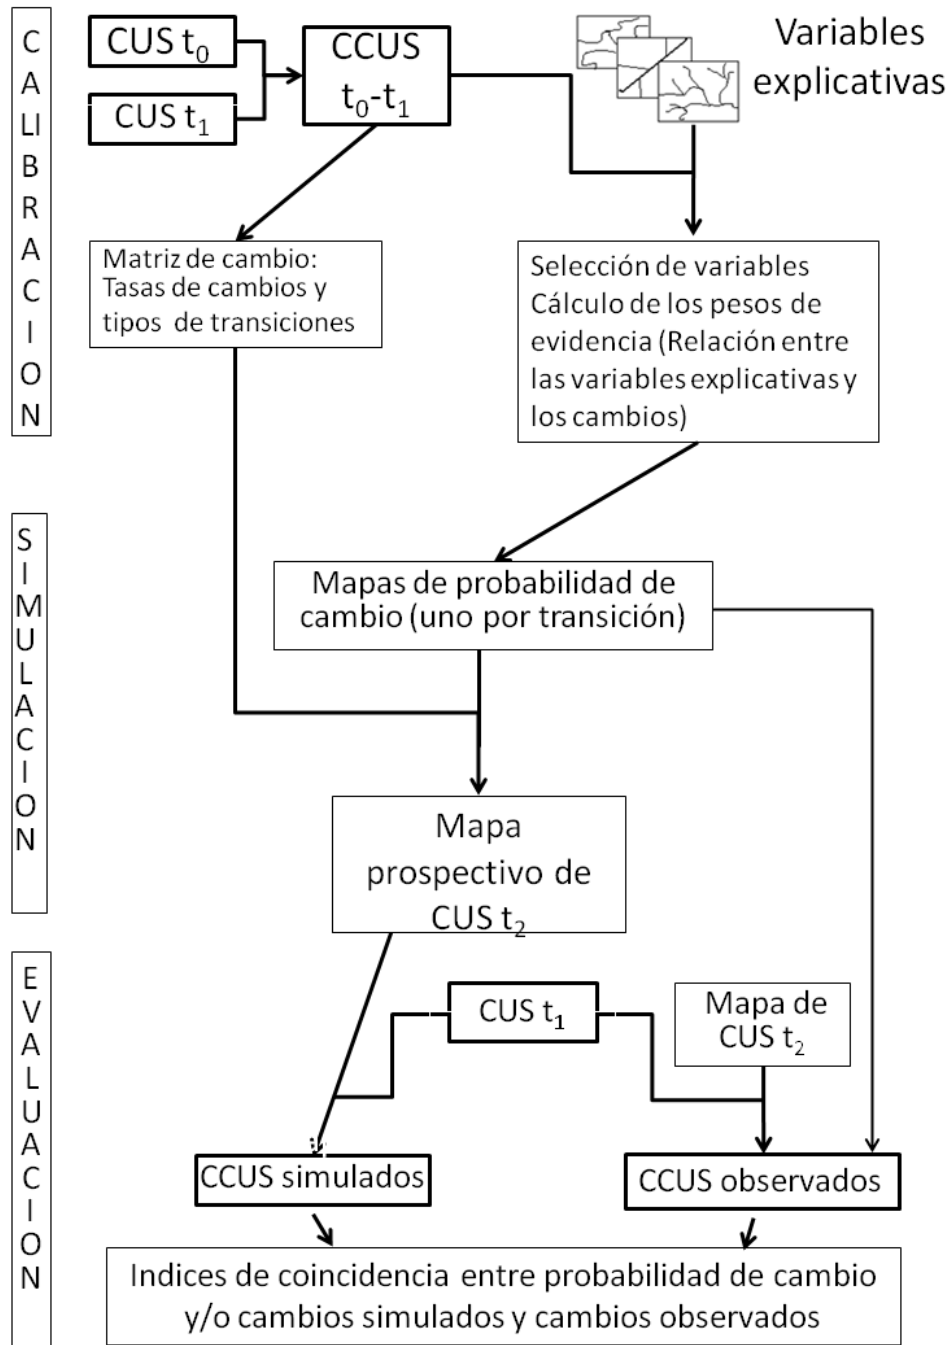 CALIBRACION
CUS t0
CUS t1
CCUS
t0-t1
Variables
explicativas
Matriz de cambio:
Tasas de cambios y
tipos de transiciones
Selección de variables
Cálculo de los pesos de
evidencia (Relación entre
las variables explicativas y
los cambios)
SIMULACION
Mapas de probabilidad de
cambio (uno por transición)
Mapa
prospectivo de
CUS t2
EVALUACION
CUS t1
Mapa de
CUS t2
CCUS simulados
CCUS observados
Indices de coincidencia entre probabilidad de cambio
y/o cambios simulados y cambios observados